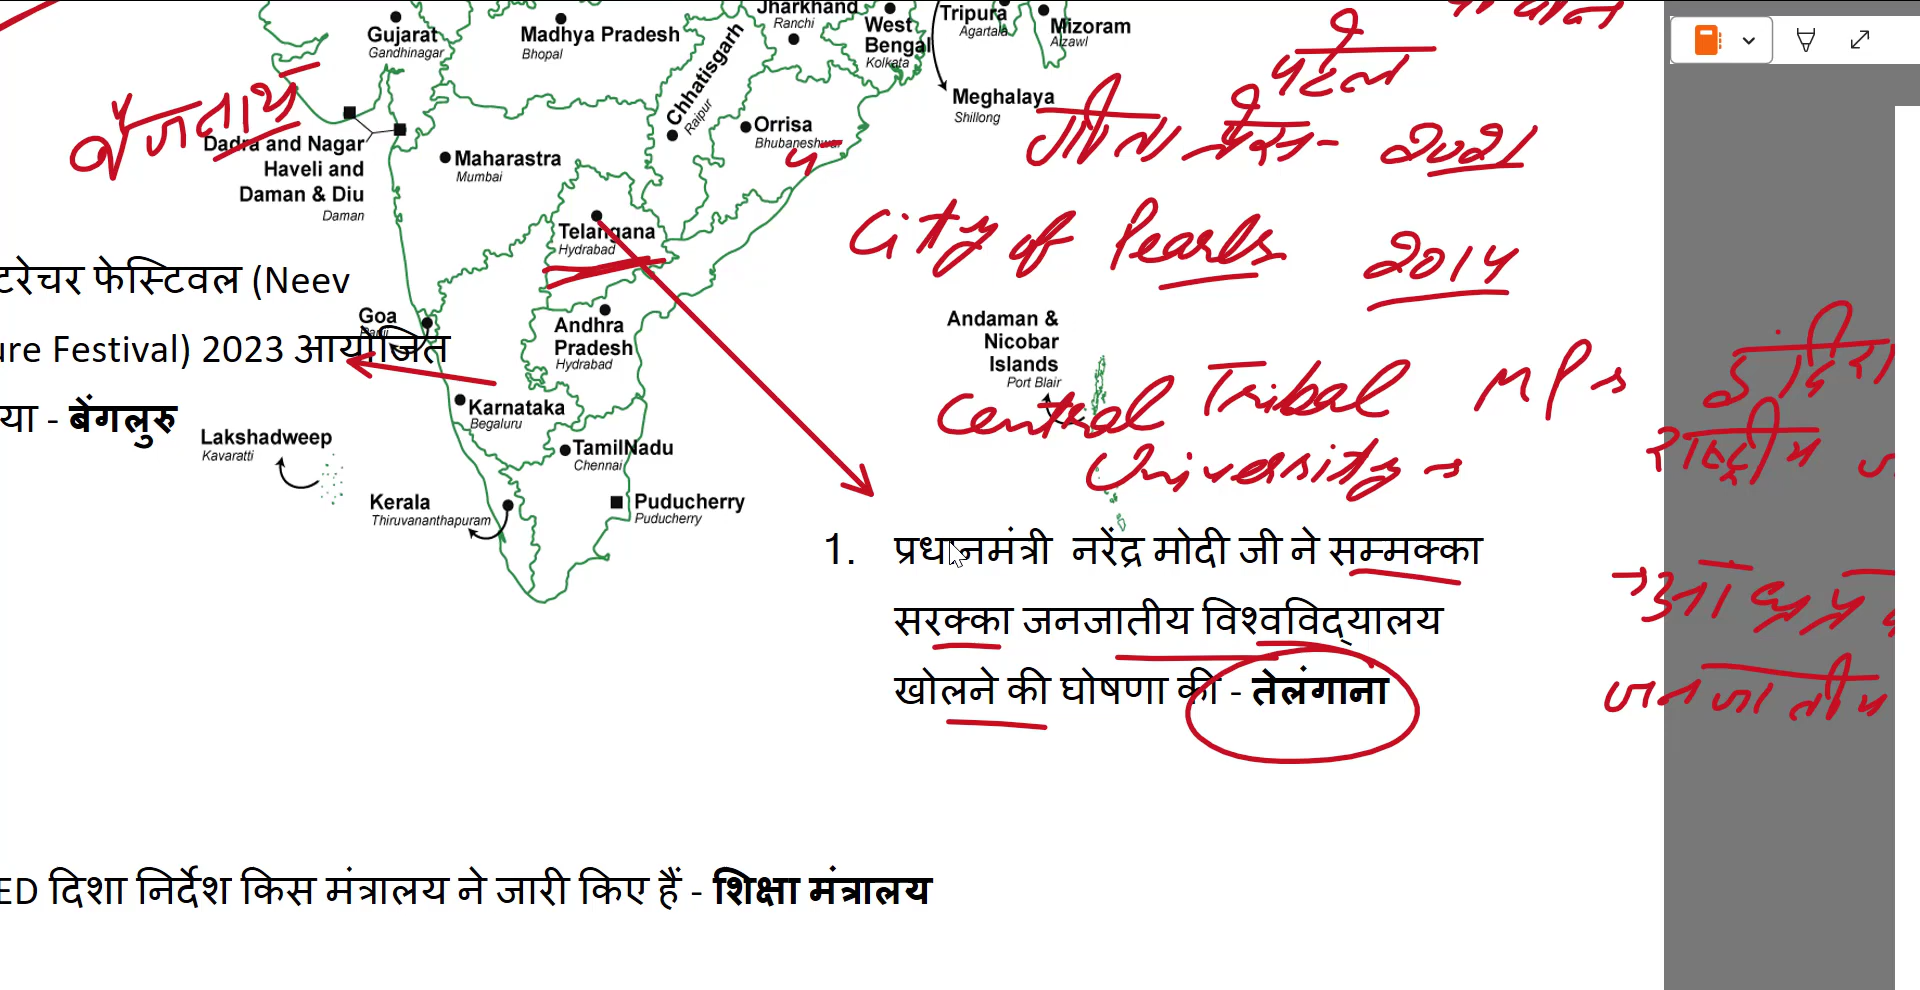 Gujarat
Gandhinagar
Madhya Pradesh
Bhopal
Jharkhand
Ranchi
West
Bengal
Kolkata
Tripura
Agartala
Mizoram
Aizawl
Chhatisgarh
Raipur
Meghalaya
Shillong
पटेल
Orrisa
Bhubaneshwar
गीता - २०२१
Dadra and Nagar
Haveli and
Daman & Diu
Daman
Maharastra
Mumbai
Telangana
Hydrabad
City of Pearls 2014
टरेचर फेस्टिवल (Neev
ure Festival) 2023 आयोजित
या - बेंगलुरु
Goa
Panji
Andhra
Pradesh
Hydrabad
Andaman &
Nicobar
Islands
Port Blair
Central Tribal MP
University
इंदिरा
राष्ट्रीय
Karnataka
Begaluru
TamilNadu
Chennai
Lakshadweep
Kavaratti
Kerala
Thiruvananthapuram
Puducherry
Puducherry
1. प्रधानमंत्री नरेंद्र मोदी जी ने सम्मक्का
सरक्का जनजातीय विश्वविद्यालय
खोलने की घोषणा की - तेलंगाना
जनजातीय
ED दिशा निर्देश किस मंत्रालय ने जारी किए हैं - शिक्षा मंत्रालय